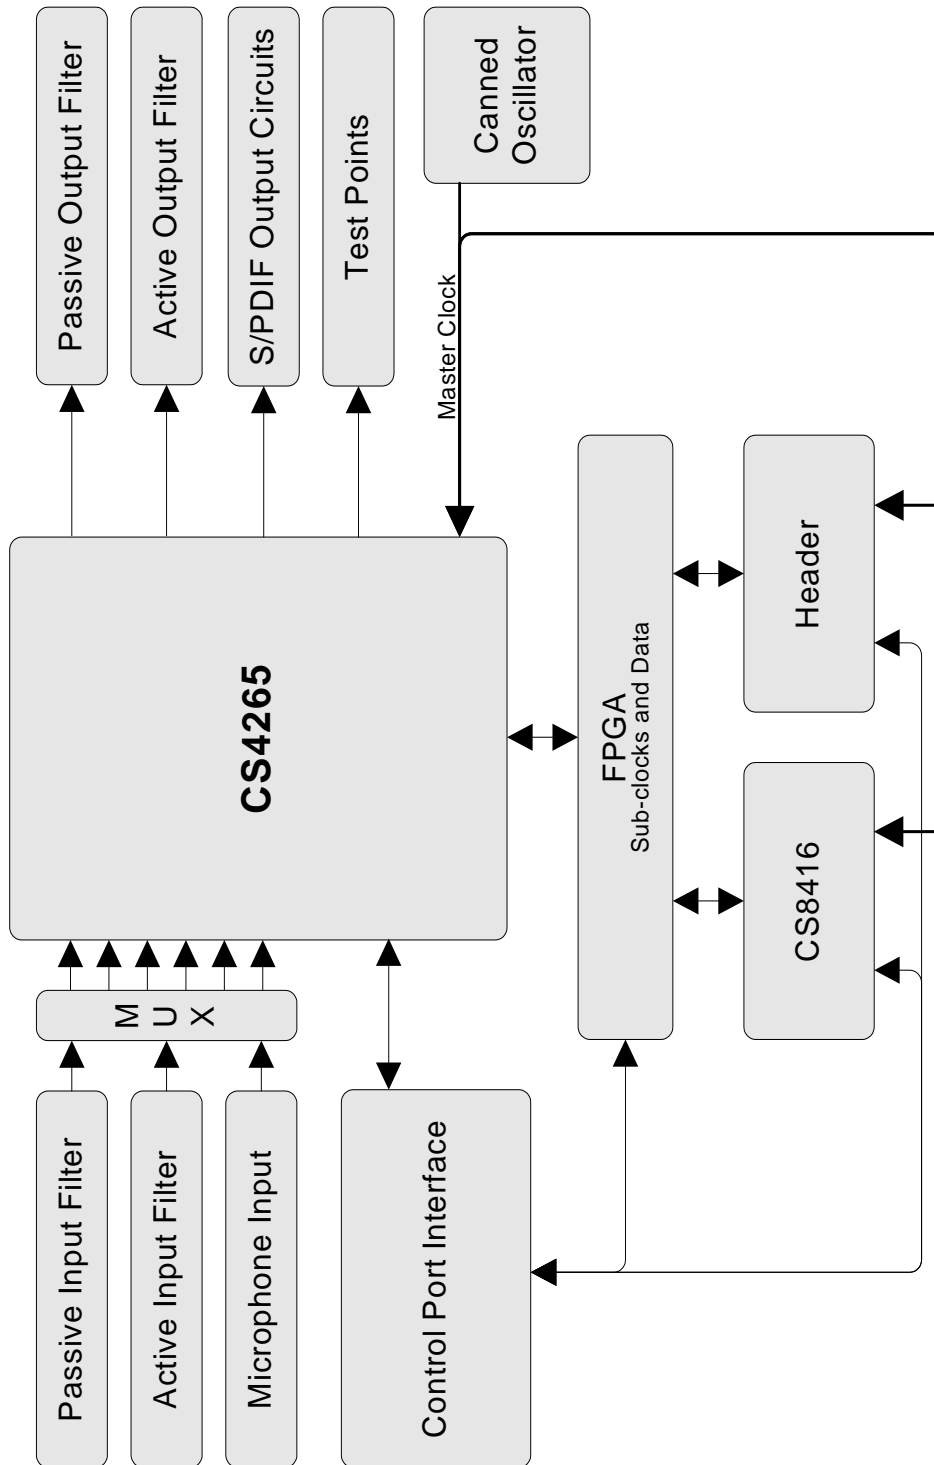 Passive Input Filter
Active Input Filter
Microphone Input
M
U
X
Control Port Interface
CS4265
Passive Output Filter
Active Output Filter
S/PDIF Output Circuits
Test Points
Canned
Oscillator
Master Clock
FPGA
Sub-clocks and Data
CS8416
Header